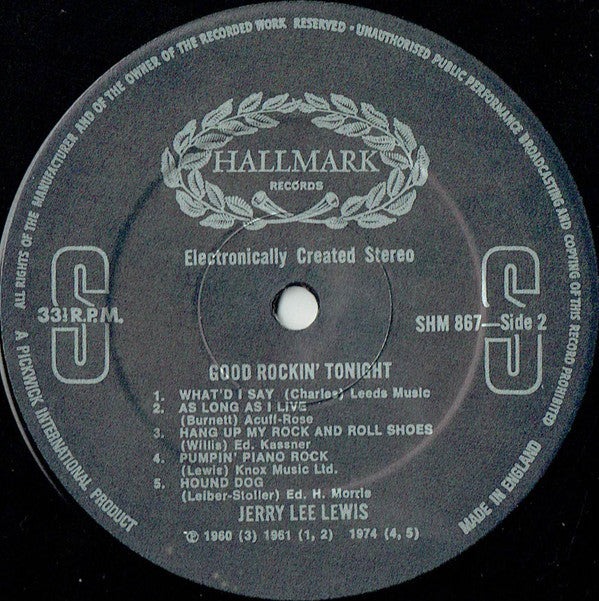 ALL RIGHTS OF THE MANUFACTURER AND OF THE OWNER OF THE RECORDED WORK RESERVED - UNAUTHORISED PUBLIC PERFORMANCE BROADCASTING AND COPYING OF THIS RECORD PROHIBITED
HALLMARK
RECORDS
Electronically Created Stereo
S
S
33⅓ R.P.M.
SHM 867—Side 2
GOOD ROCKIN' TONIGHT
1. WHAT'D I SAY (Charles) Leeds Music
2. AS LONG AS I LIVE
(Burnett) Acuff-Rose
3. HANG UP MY ROCK AND ROLL SHOES
(Willis) Ed. Kassner
4. PUMPIN' PIANO ROCK
(Lewis) Knox Music Ltd.
5. HOUND DOG
(Leiber-Stoller) Ed. H. Morris
JERRY LEE LEWIS
℗ 1960 (3) 1961 (1, 2) 1974 (4, 5)
A PICKWICK INTERNATIONAL PRODUCT
MADE IN ENGLAND